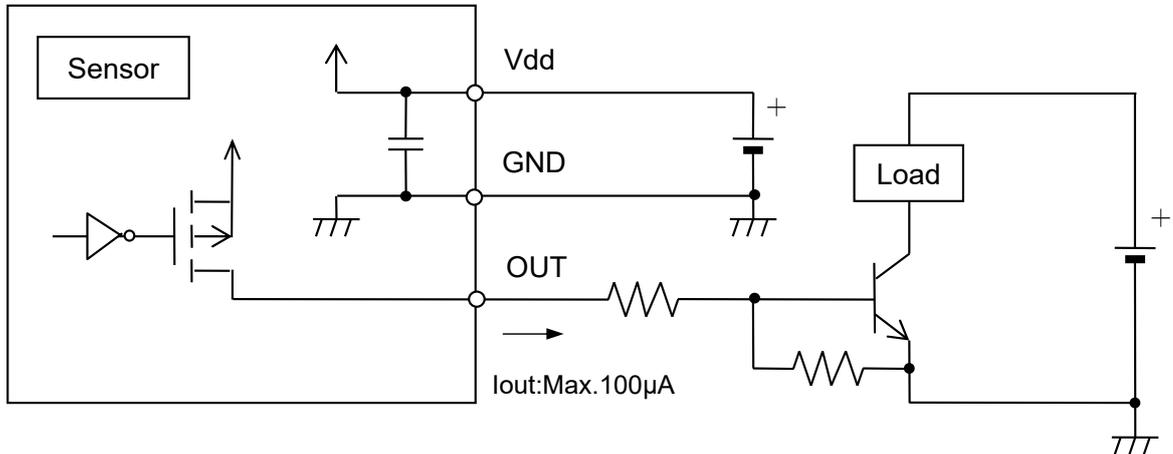 Sensor
Vdd
+
GND
Load
+
OUT
Iout:Max.100µA